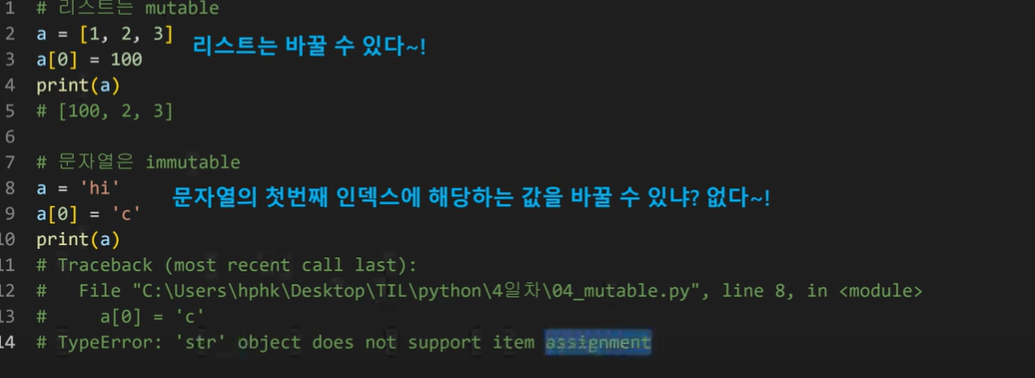 1 # 리스트는 mutable
2 a = [1, 2, 3]
리스트는 바꿀 수 있다~!
3 a[0] = 100
4 print(a)
5 # [100, 2, 3]
6
7 # 문자열은 immutable
8 a = 'hi'
문자열의 첫번째 인덱스에 해당하는 값을 바꿀 수 있냐? 없다~!
9 a[0] = 'c'
10 print(a)
11 # Traceback (most recent call last):
12 #   File "C:\Users\hphk\Desktop\TIL\python\4일차\04_mutable.py", line 8, in <module>
13 #     a[0] = 'c'
14 # TypeError: 'str' object does not support item assignment